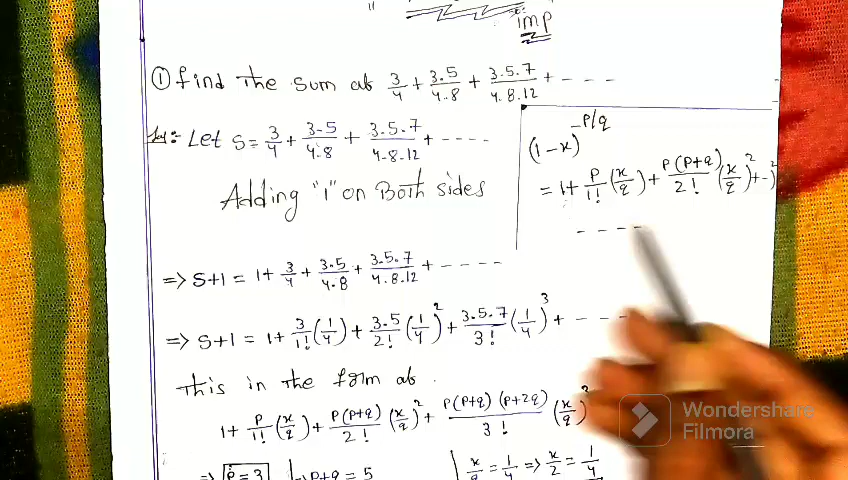 imp
① find the sum at 3/4 + 3.5/4.8 + 3.5.7/4.8.12 + ----
Sol:- Let S = 3/4 + 3.5/4.8 + 3.5.7/4.8.12 + ----
Adding "1" on Both sides
(1-x)^-P/q
= 1 + P/1! (x/q) + P(P+q)/2! (x/q)^2 + -
-----
=> S+1 = 1 + 3/4 + 3.5/4.8 + 3.5.7/4.8.12 + ----
=> S+1 = 1 + 3/1! (1/4) + 3.5/2! (1/4)^2 + 3.5.7/3! (1/4)^3 + ----
This in the form at
1 + P/1! (x/q) + P(P+q)/2! (x/q)^2 + P(P+q)(P+2q)/3! (x/q)
=> P=3 | => P+q = 5 | x/q = 1/4 => x/2 = 1/4
Wondershare
Filmora